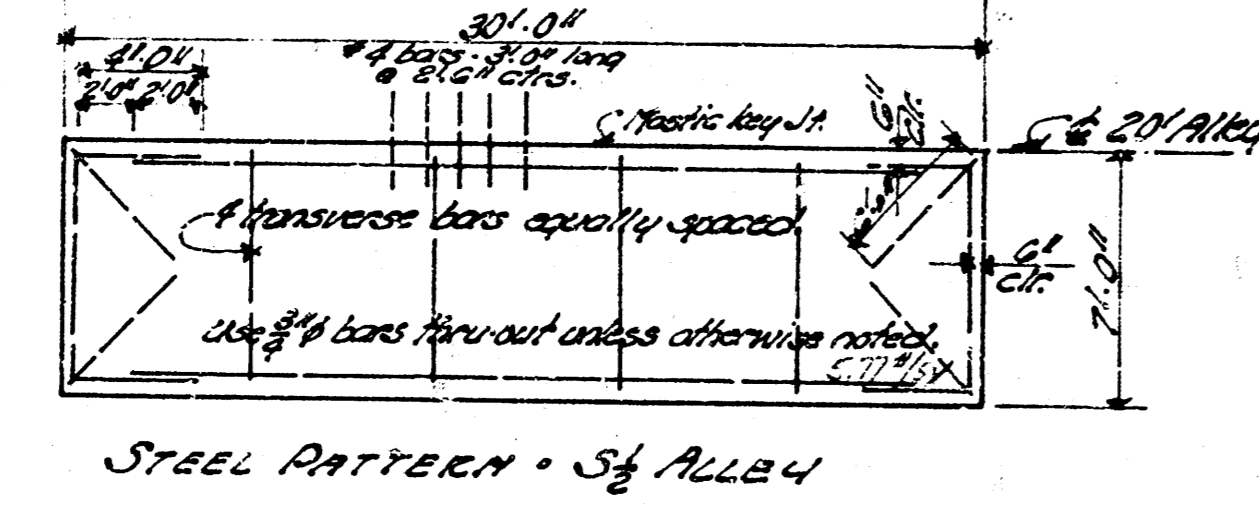 30'-0"
4'-0"
#4 bars - 3'-0" long
@ 2'-6" ctrs.
2'-0" 2'-0"
Mastic key Jt.
6"
clr.
℄ 20' Alley
4 transverse bars equally spaced.
6"
clr.
7'-0"
Use 3/4"ϕ bars thru-out unless otherwise noted.
STEEL PATTERN • S 1/2 ALLEY